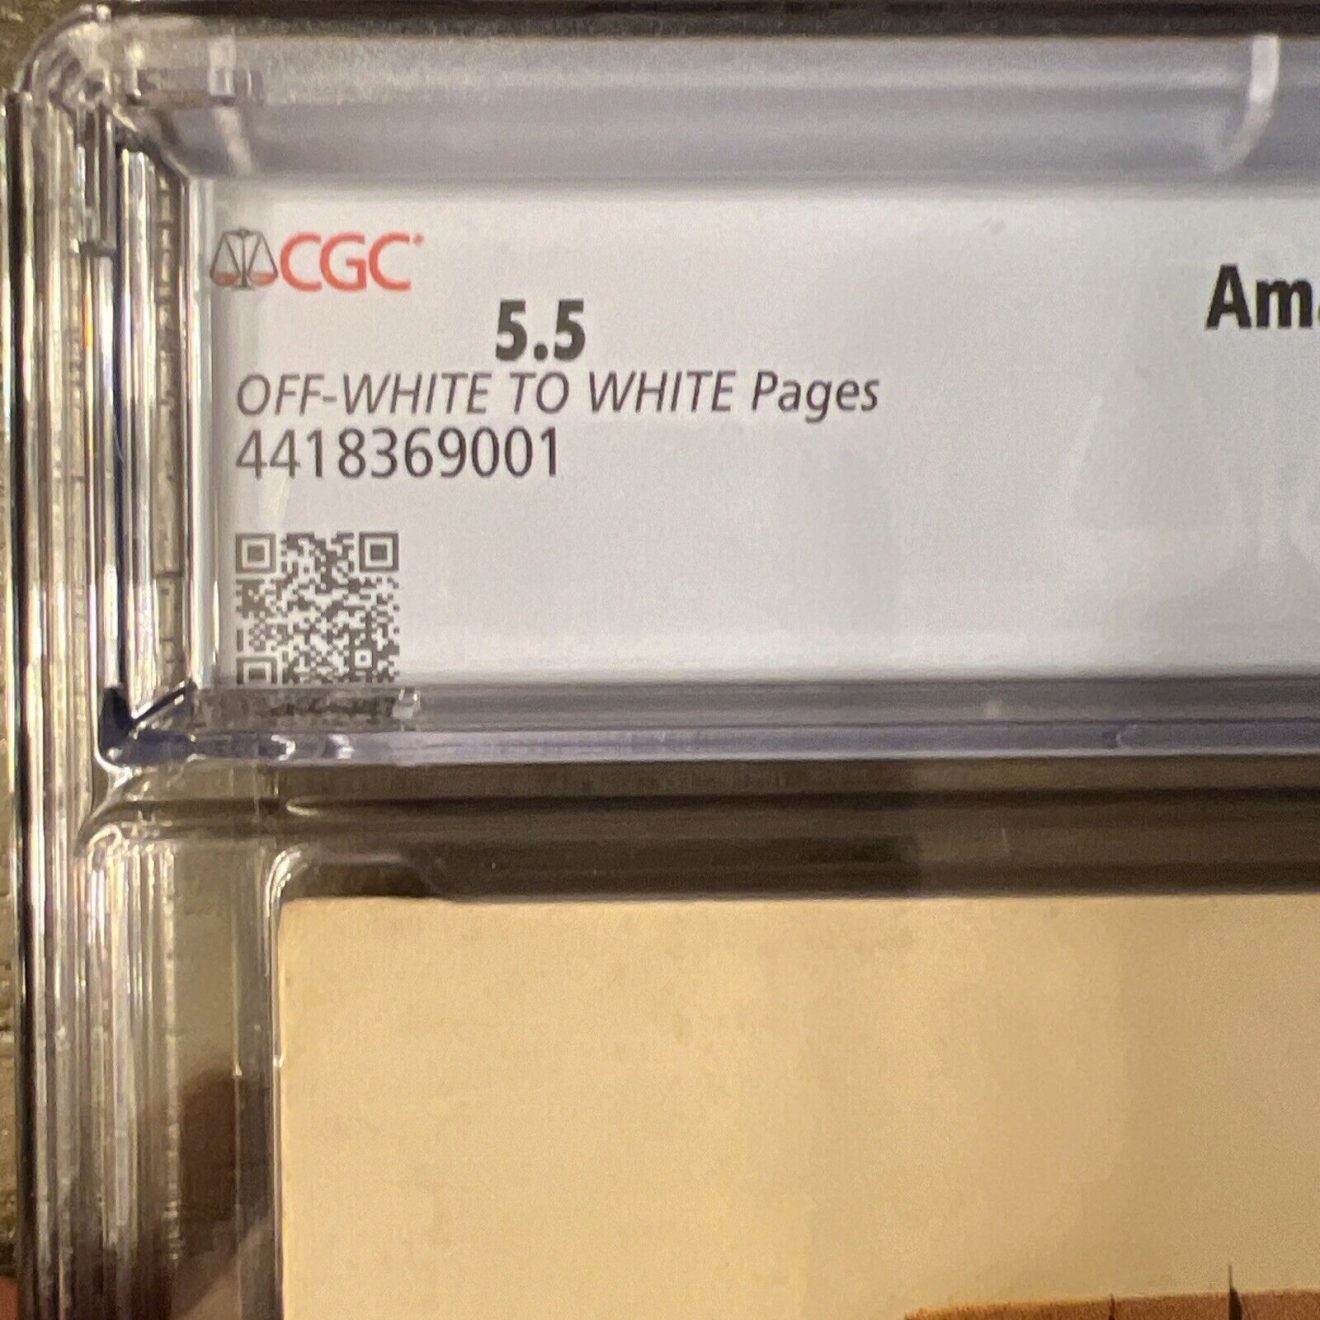 CGC
5.5
OFF-WHITE TO WHITE Pages
4418369001